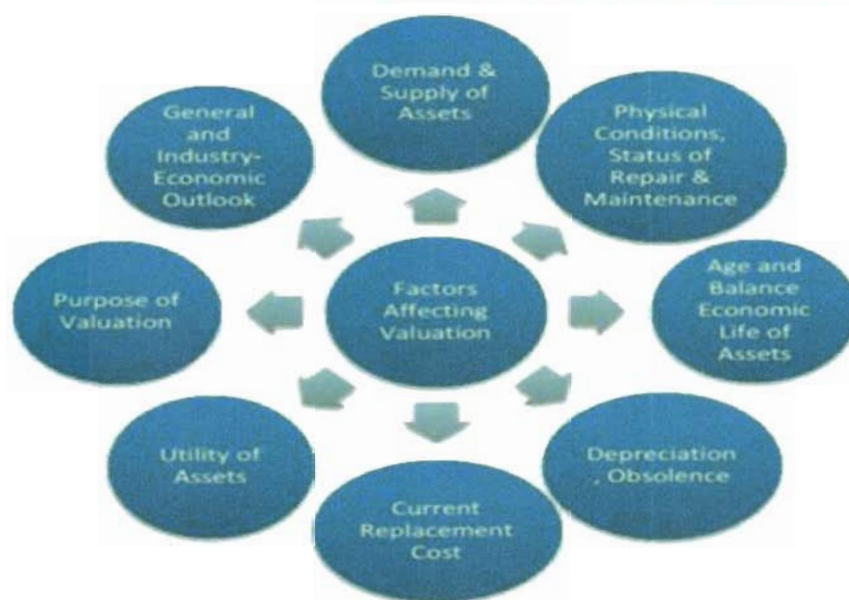 Demand &
Supply of
Assets
Physical
Conditions,
Status of
Repair &
Maintenance
Age and
Balance
Economic
Life of
Assets
Depreciation
, Obsolence
Current
Replacement
Cost
Utility of
Assets
Purpose of
Valuation
General
and
Industry-
Economic
Outlook
Factors
Affecting
Valuation